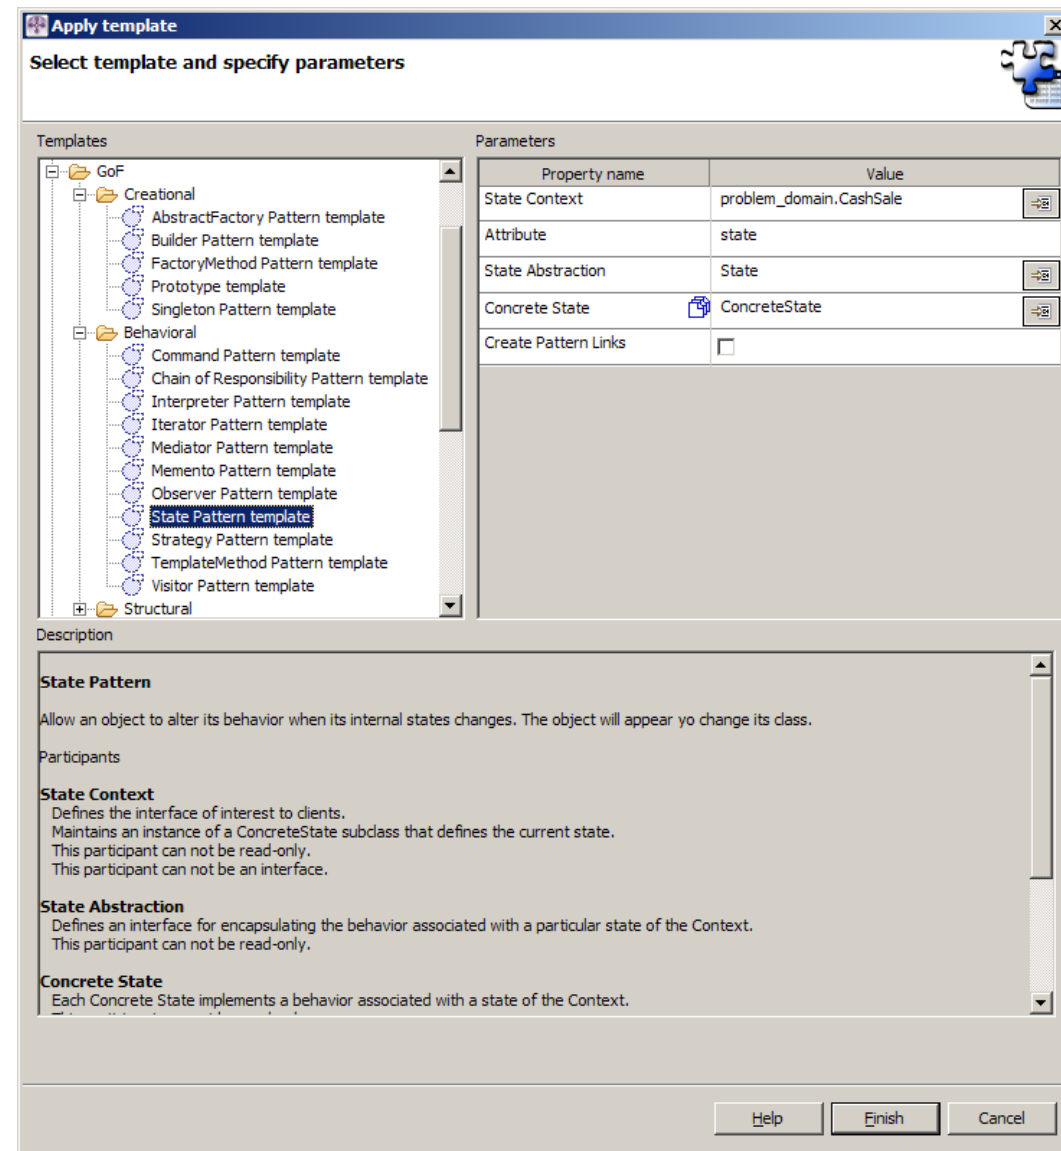 Apply template
Select template and specify parameters
Templates
GoF
Creational
AbstractFactory Pattern template
Builder Pattern template
FactoryMethod Pattern template
Prototype template
Singleton Pattern template
Behavioral
Command Pattern template
Chain of Responsibility Pattern template
Interpreter Pattern template
Iterator Pattern template
Mediator Pattern template
Memento Pattern template
Observer Pattern template
State Pattern template
Strategy Pattern template
TemplateMethod Pattern template
Visitor Pattern template
Structural
Parameters
Property name Value
State Context problem_domain.CashSale
Attribute state
State Abstraction State
Concrete State ConcreteState
Create Pattern Links
Description
State Pattern
Allow an object to alter its behavior when its internal states changes. The object will appear yo change its class.
Participants
State Context
Defines the interface of interest to clients.
Maintains an instance of a ConcreteState subclass that defines the current state.
This participant can not be read-only.
This participant can not be an interface.
State Abstraction
Defines an interface for encapsulating the behavior associated with a particular state of the Context.
This participant can not be read-only.
Concrete State
Each Concrete State implements a behavior associated with a state of the Context.
Help Finish Cancel